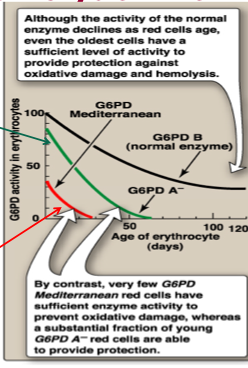 Although the activity of the normal
enzyme declines as red cells age,
even the oldest cells have a
sufficient level of activity to
provide protection against
oxidative damage and hemolysis.
G6PD activity in erythrocytes
100
50
0
G6PD
Mediterranean
G6PD B
(normal enzyme)
G6PD A⁻
0
50
100
120
Age of erythrocyte
(days)
By contrast, very few G6PD
Mediterranean red cells have
sufficient enzyme activity to
prevent oxidative damage, whereas
a substantial fraction of young
G6PD A⁻ red cells are able
to provide protection.